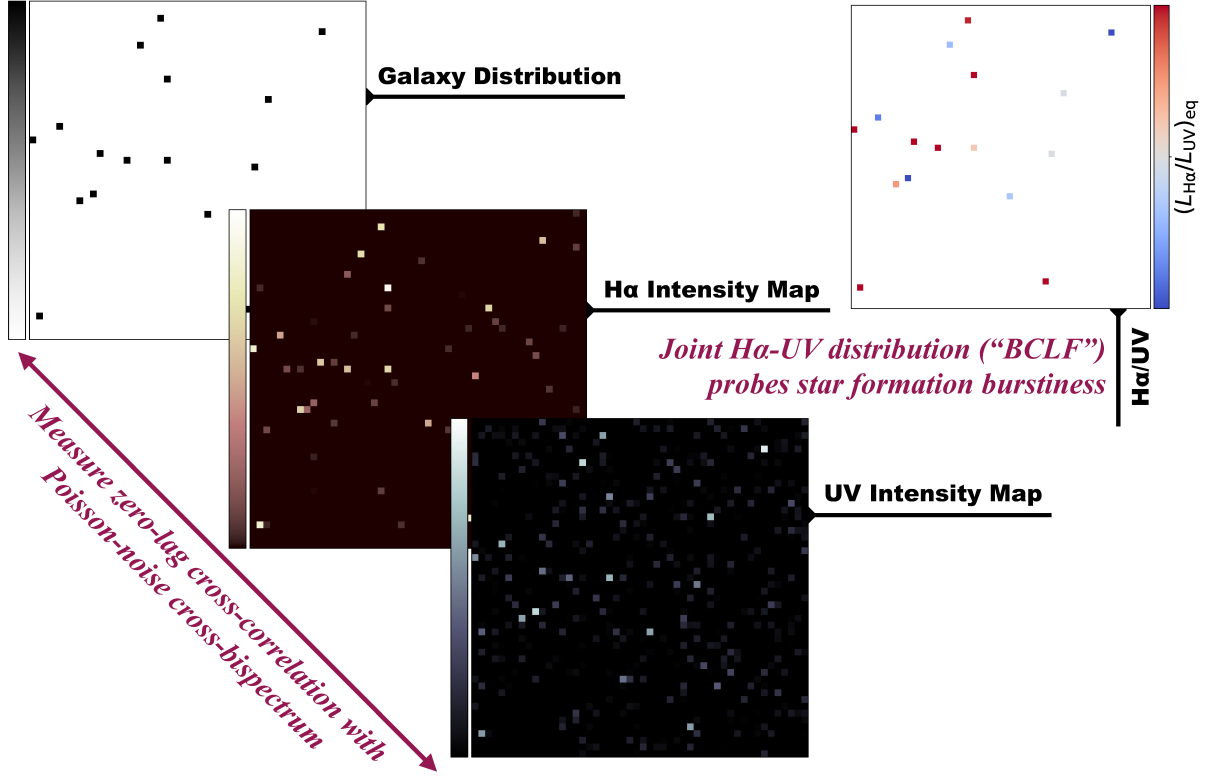 Galaxy Distribution
(L_Hα/L_UV)_eq
Hα Intensity Map
Joint Hα-UV distribution (“BCLF”)
probes star formation burstiness
Hα/UV
Measure zero-lag cross-correlation with
Poisson-noise cross-bispectrum
UV Intensity Map